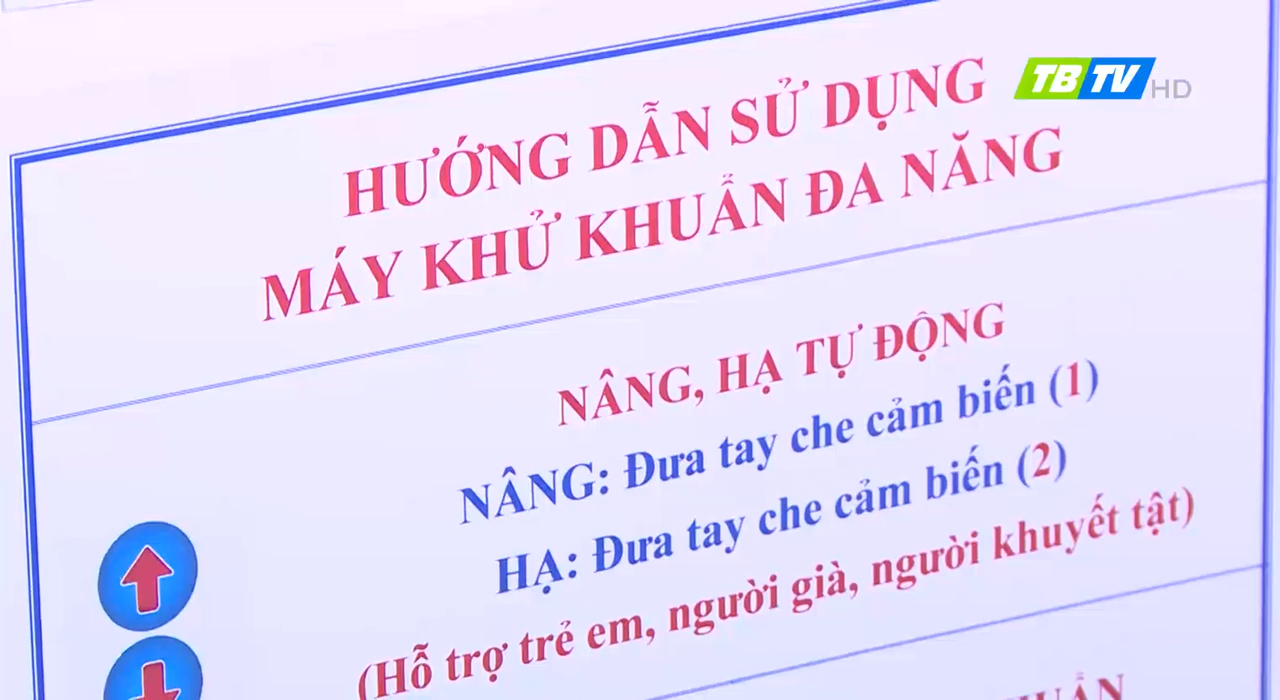 TBTV HD
HƯỚNG DẪN SỬ DỤNG
MÁY KHỬ KHUẨN ĐA NĂNG
NÂNG, HẠ TỰ ĐỘNG
NÂNG: Đưa tay che cảm biến (1)
HẠ: Đưa tay che cảm biến (2)
(Hỗ trợ trẻ em, người già, người khuyết tật)